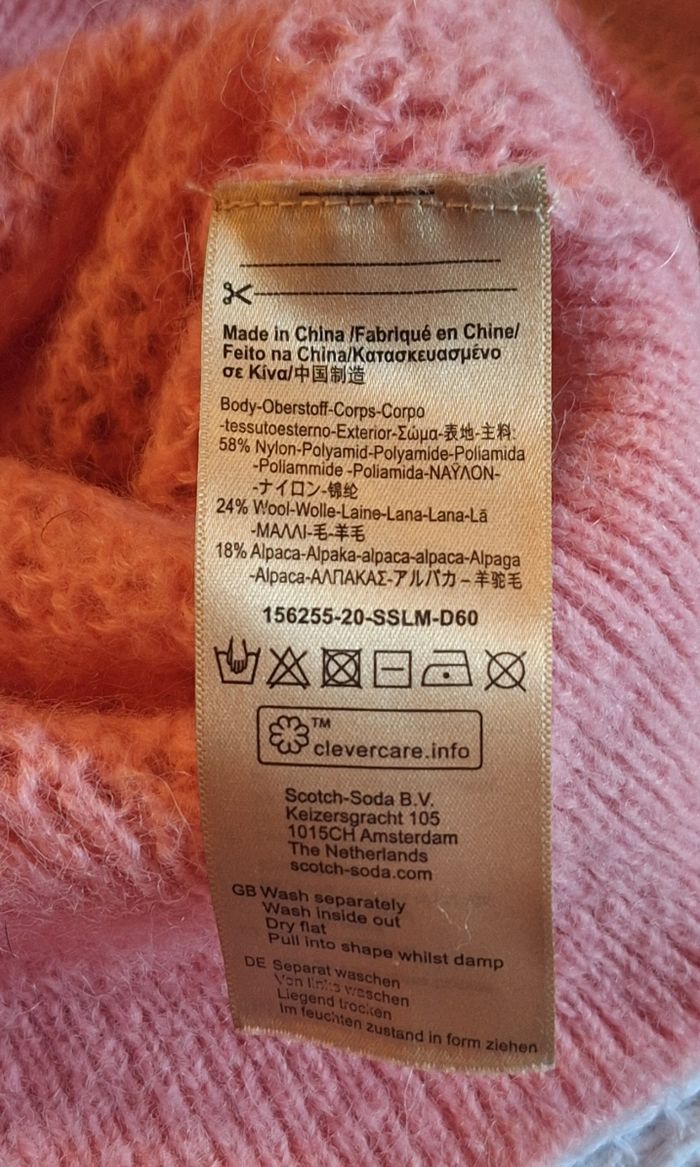 Made in China /Fabriqué en Chine/
Feito na China/Κατασκευασμένο
σε Κίνα/中国制造
Body-Oberstoff-Corps-Corpo
-tessutoesterno-Exterior-Σώμα-表地-主料:
58% Nylon-Polyamid-Polyamide-Poliamida
-Poliammide -Poliamida-ΝΑΫΛΟΝ-
-ナイロン-锦纶
24% Wool-Wolle-Laine-Lana-Lana-Lã
-ΜΑΛΛΙ-毛-羊毛
18% Alpaca-Alpaka-alpaca-alpaca-Alpaga
-Alpaca-ΑΛΠΑΚΑΣ-アルパカ-羊驼毛
156255-20-SSLM-D60
TM
clevercare.info
Scotch-Soda B.V.
Keizersgracht 105
1015CH Amsterdam
The Netherlands
scotch-soda.com
GB Wash separately
Wash inside out
Dry flat
Pull into shape whilst damp
DE Separat waschen
Von links waschen
Liegend trocken
Im feuchten zustand in form ziehen